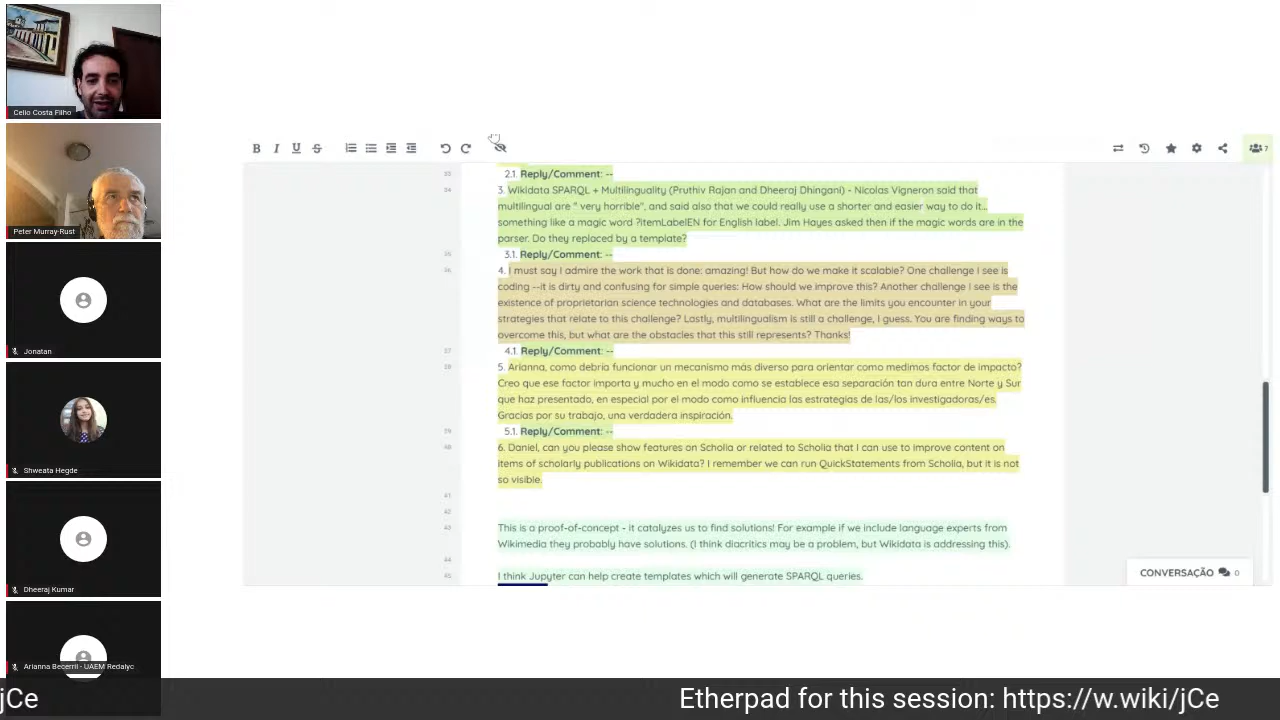 Celio Costa Filho
Peter Murray-Rust
Jonatan
Shweata Hegde
Dheeraj Kumar
Arianna Becerril - UAEM Redalyc
B I U S
7
33 2.1. Reply/Comment: --
34 3. Wikidata SPARQL + Multilinguality (Pruthiv Rajan and Dheeraj Dhingani) - Nicolas Vigneron said that
multilingual are " very horrible", and said also that we could really use a shorter and easier way to do it...
something like a magic word ?itemLabelEN for English label. Jim Hayes asked then if the magic words are in the
parser. Do they replaced by a template?
35 3.1. Reply/Comment: --
36 4. I must say I admire the work that is done: amazing! But how do we make it scalable? One challenge I see is
coding --it is dirty and confusing for simple queries: How should we improve this? Another challenge I see is the
existence of proprietarian science technologies and databases. What are the limits you encounter in your
strategies that relate to this challenge? Lastly, multilingualism is still a challenge, I guess. You are finding ways to
overcome this, but what are the obstacles that this still represents? Thanks!
37 4.1. Reply/Comment: --
38 5. Arianna, como debría funcionar un mecanismo más diverso para orientar como medimos factor de impacto?
Creo que ese factor importa y mucho en el modo como se establece esa separación tan dura entre Norte y Sur
que haz presentado, en especial por el modo como influencia las estrategias de las/los investigadoras/es.
Gracias por su trabajo, una verdadera inspiración.
39 5.1. Reply/Comment: --
40 6. Daniel, can you please show features on Scholia or related to Scholia that I can use to improve content on
items of scholarly publications on Wikidata? I remember we can run QuickStatements from Scholia, but it is not
so visible.
41
42
43 This is a proof-of-concept - it catalyzes us to find solutions! For example if we include language experts from
Wikimedia they probably have solutions. (I think diacritics may be a problem, but Wikidata is addressing this).
44
45 I think Jupyter can help create templates which will generate SPARQL queries.
CONVERSAÇÃO 0
jCe
Etherpad for this session: https://w.wiki/jCe